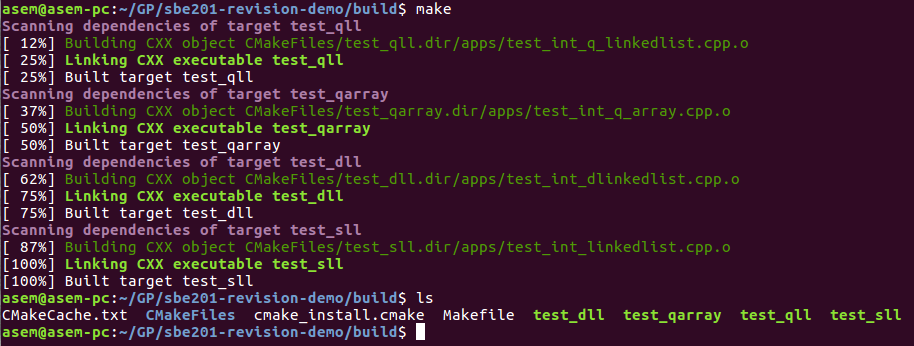 asem@asem-pc:~/GP/sbe201-revision-demo/build$ make
Scanning dependencies of target test_qll
[ 12%] Building CXX object CMakeFiles/test_qll.dir/apps/test_int_q_linkedlist.cpp.o
[ 25%] Linking CXX executable test_qll
[ 25%] Built target test_qll
Scanning dependencies of target test_qarray
[ 37%] Building CXX object CMakeFiles/test_qarray.dir/apps/test_int_q_array.cpp.o
[ 50%] Linking CXX executable test_qarray
[ 50%] Built target test_qarray
Scanning dependencies of target test_dll
[ 62%] Building CXX object CMakeFiles/test_dll.dir/apps/test_int_dlinkedlist.cpp.o
[ 75%] Linking CXX executable test_dll
[ 75%] Built target test_dll
Scanning dependencies of target test_sll
[ 87%] Building CXX object CMakeFiles/test_sll.dir/apps/test_int_linkedlist.cpp.o
[100%] Linking CXX executable test_sll
[100%] Built target test_sll
asem@asem-pc:~/GP/sbe201-revision-demo/build$ ls
CMakeCache.txt  CMakeFiles  cmake_install.cmake  Makefile  test_dll  test_qarray  test_qll  test_sll
asem@asem-pc:~/GP/sbe201-revision-demo/build$